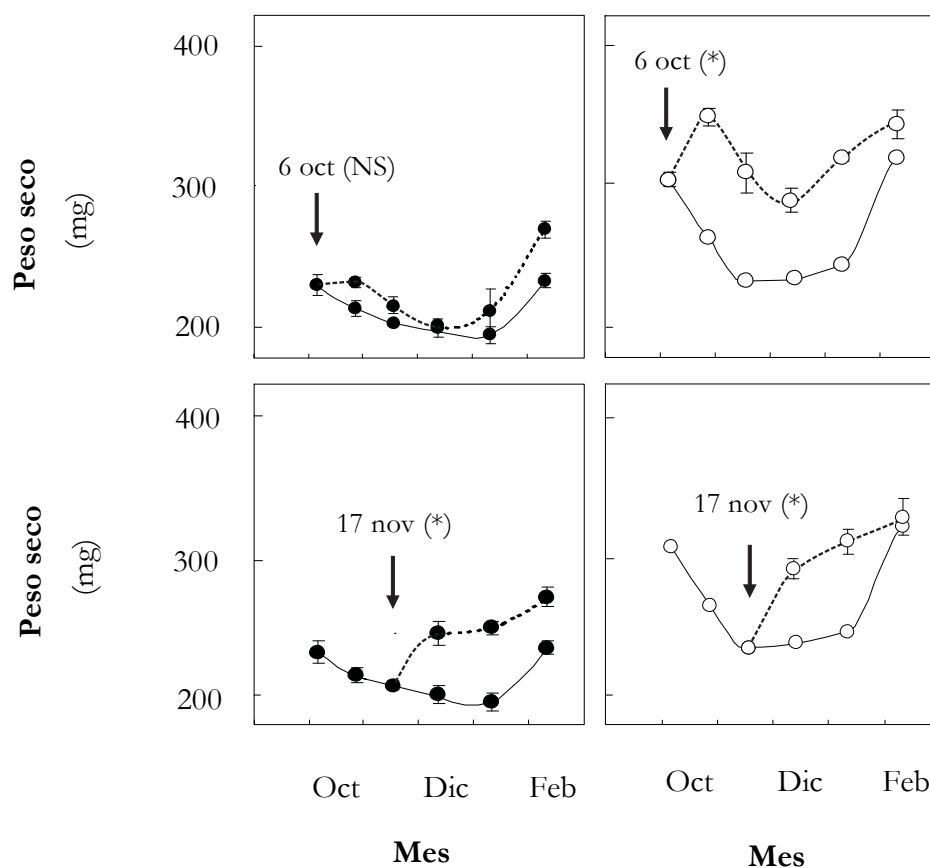 400
300
200
Peso seco
(mg)
6 oct (NS)
6 oct (*)
400
300
200
Peso seco
(mg)
17 nov (*)
17 nov (*)
Oct Dic Feb
Oct Dic Feb
Mes
Mes